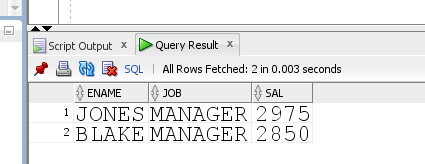 Script Output x Query Result x
SQL | All Rows Fetched: 2 in 0.003 seconds
ENAME JOB SAL
1 JONES MANAGER 2975
2 BLAKE MANAGER 2850